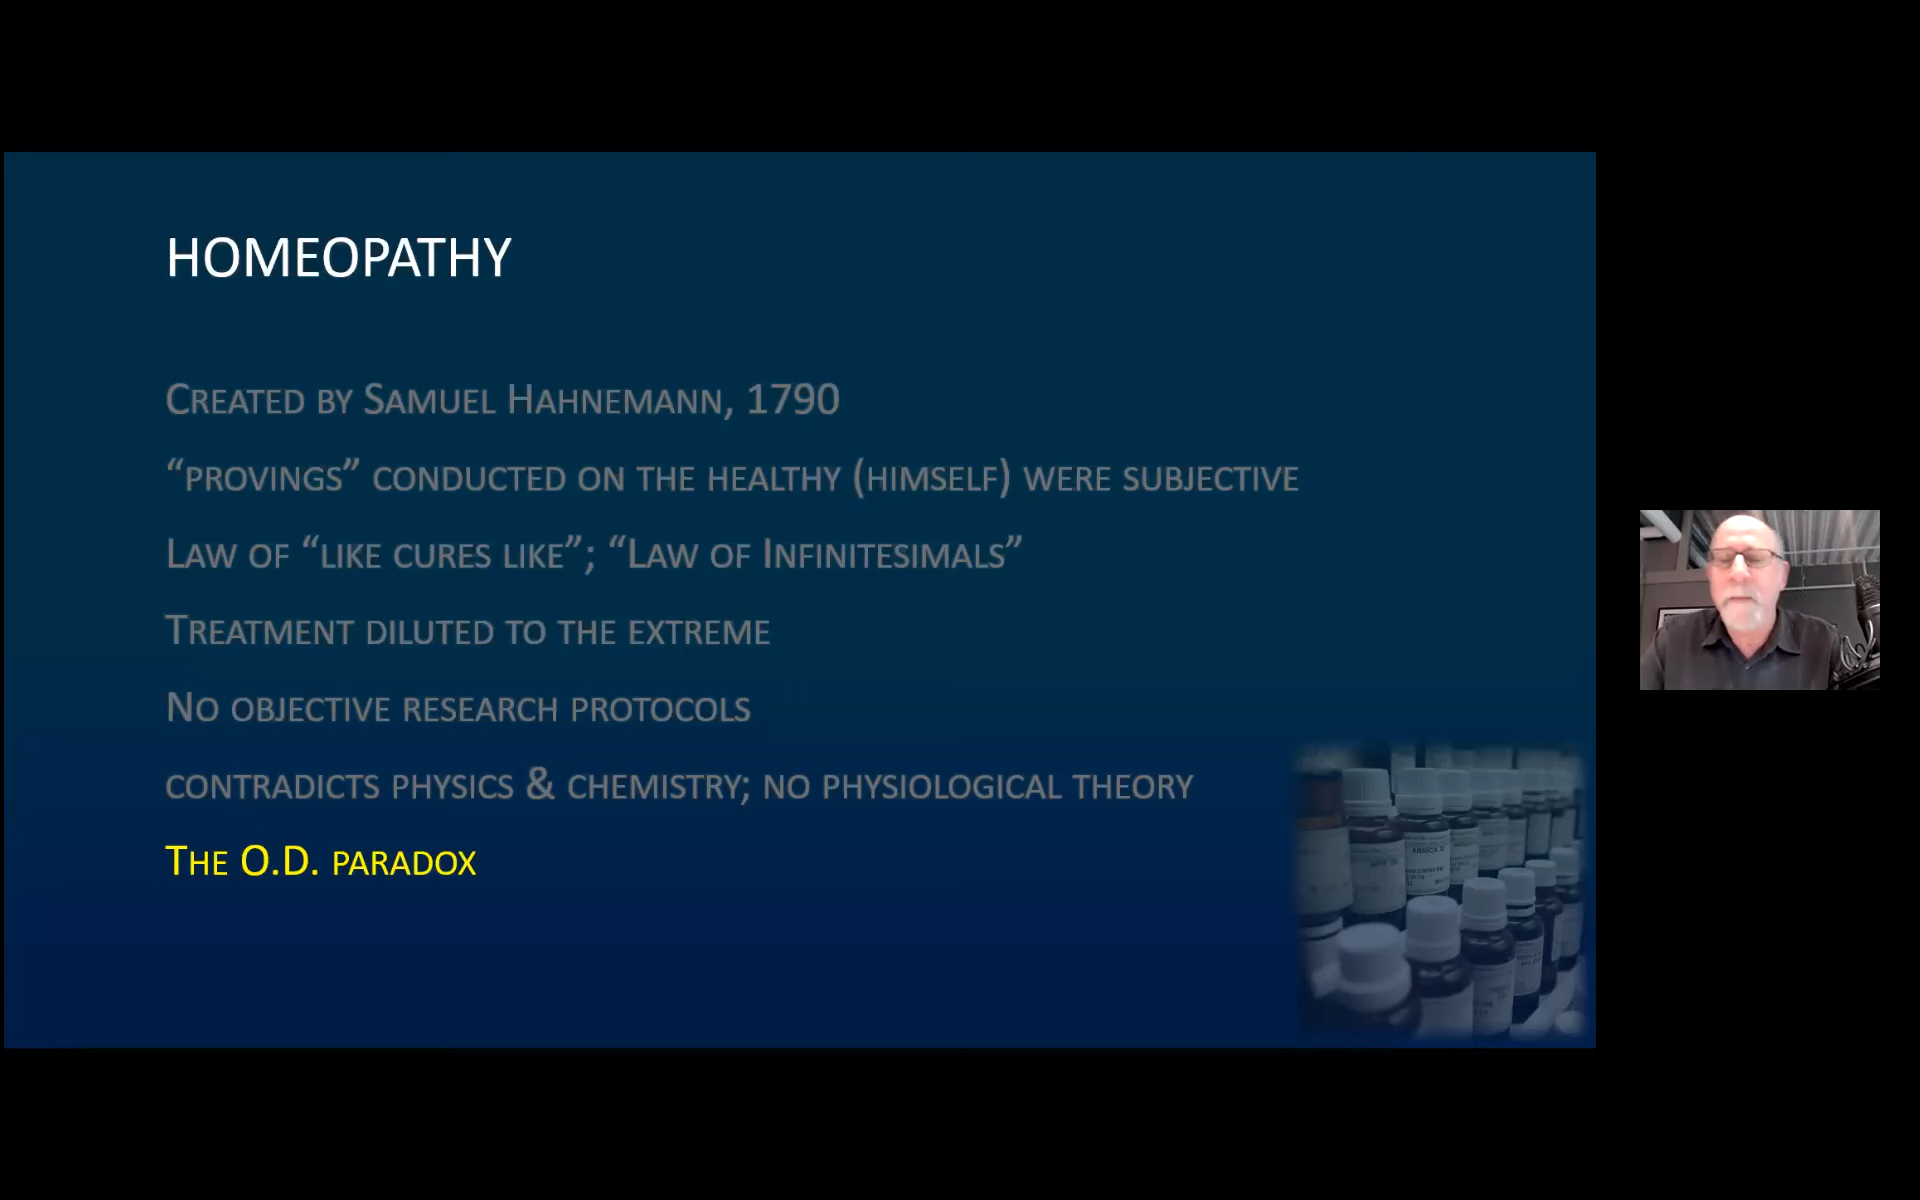 HOMEOPATHY
CREATED BY SAMUEL HAHNEMANN, 1790
“PROVINGS” CONDUCTED ON THE HEALTHY (HIMSELF) WERE SUBJECTIVE
LAW OF “LIKE CURES LIKE”; “LAW OF INFINITESIMALS”
TREATMENT DILUTED TO THE EXTREME
NO OBJECTIVE RESEARCH PROTOCOLS
CONTRADICTS PHYSICS & CHEMISTRY; NO PHYSIOLOGICAL THEORY
THE O.D. PARADOX
ARNICA